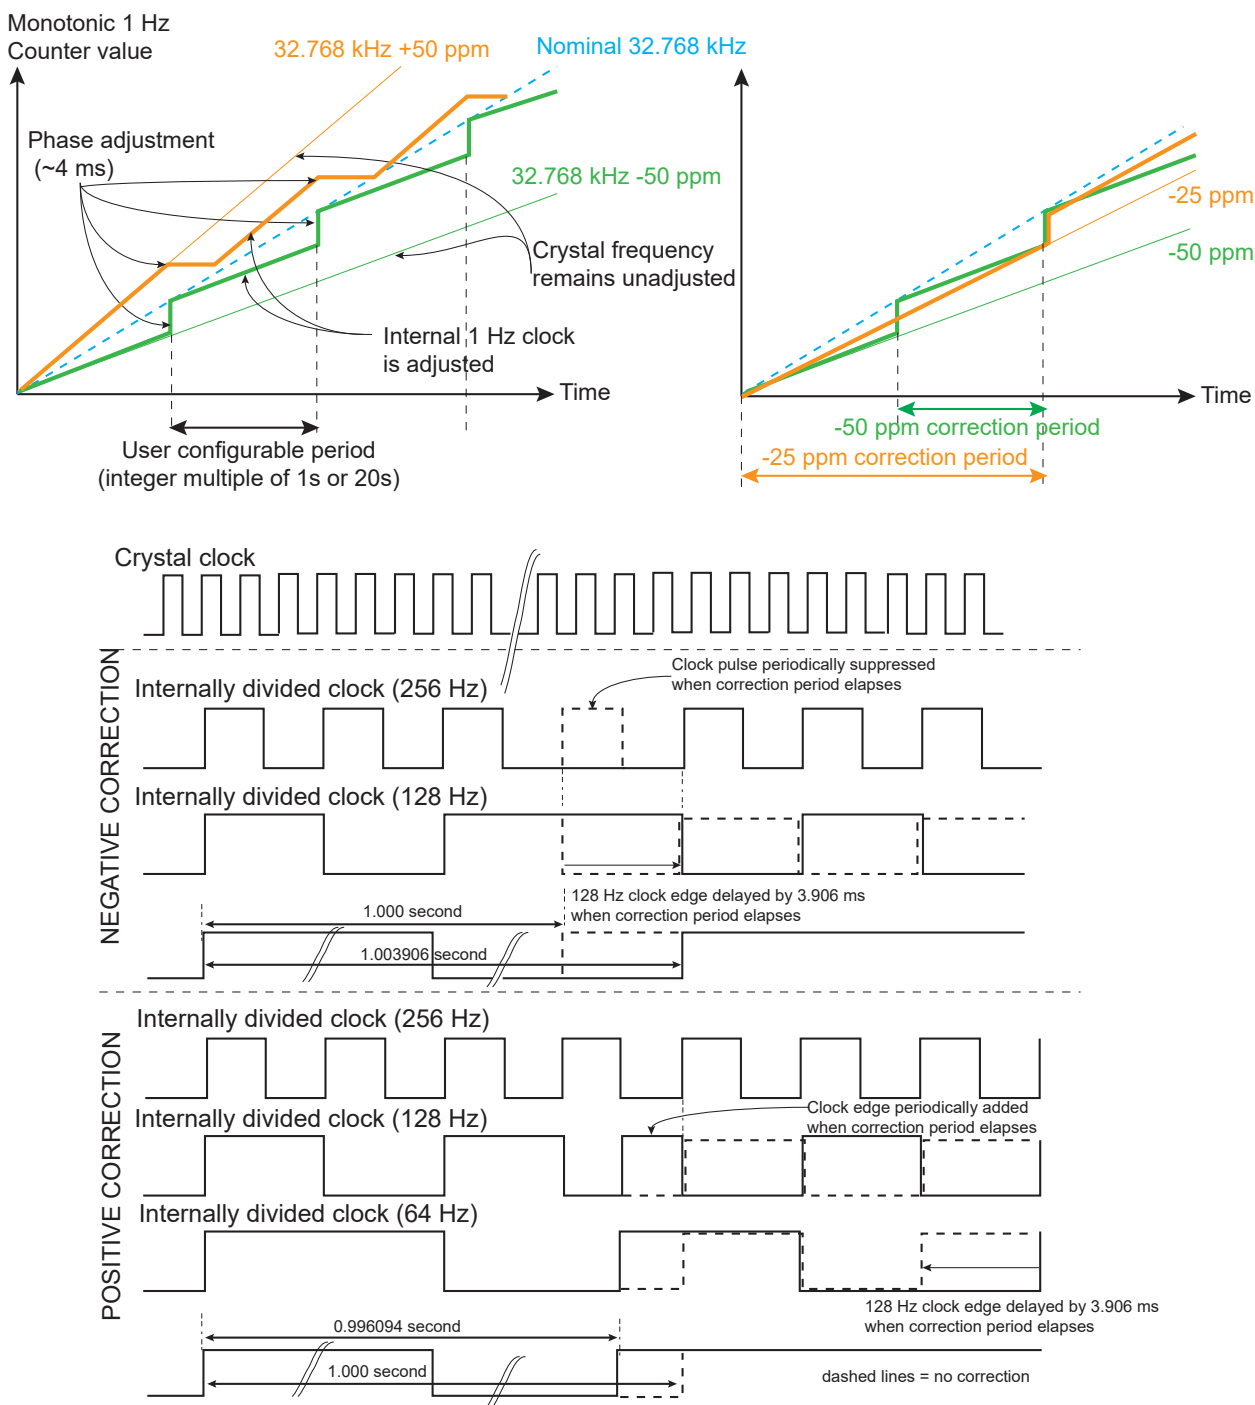 Monotonic 1 Hz
Counter value
32.768 kHz +50 ppm
Nominal 32.768 kHz
Phase adjustment
(~4 ms)
32.768 kHz -50 ppm
Crystal frequency
remains unadjusted
Internal 1 Hz clock
is adjusted
Time
User configurable period
(integer multiple of 1s or 20s)
-25 ppm
-50 ppm
Time
-50 ppm correction period
-25 ppm correction period
Crystal clock
NEGATIVE CORRECTION
Internally divided clock (256 Hz)
Clock pulse periodically suppressed
when correction period elapses
Internally divided clock (128 Hz)
128 Hz clock edge delayed by 3.906 ms
when correction period elapses
1.000 second
1.003906 second
POSITIVE CORRECTION
Internally divided clock (256 Hz)
Internally divided clock (128 Hz)
Clock edge periodically added
when correction period elapses
Internally divided clock (64 Hz)
128 Hz clock edge delayed by 3.906 ms
when correction period elapses
0.996094 second
1.000 second
dashed lines = no correction